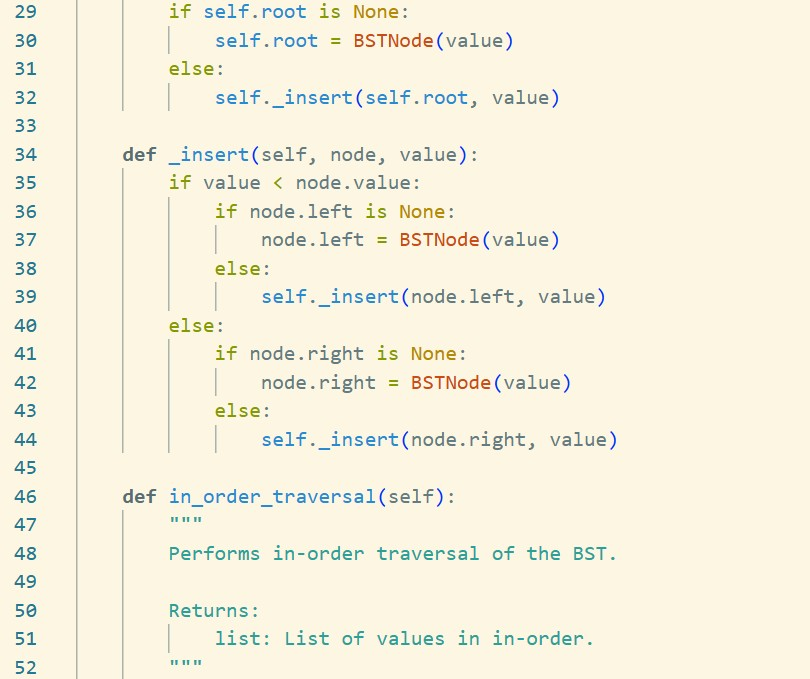 29 if self.root is None:
30 self.root = BSTNode(value)
31 else:
32 self._insert(self.root, value)
33
34 def _insert(self, node, value):
35 if value < node.value:
36 if node.left is None:
37 node.left = BSTNode(value)
38 else:
39 self._insert(node.left, value)
40 else:
41 if node.right is None:
42 node.right = BSTNode(value)
43 else:
44 self._insert(node.right, value)
45
46 def in_order_traversal(self):
47 """
48 Performs in-order traversal of the BST.
49
50 Returns:
51 list: List of values in in-order.
52 """